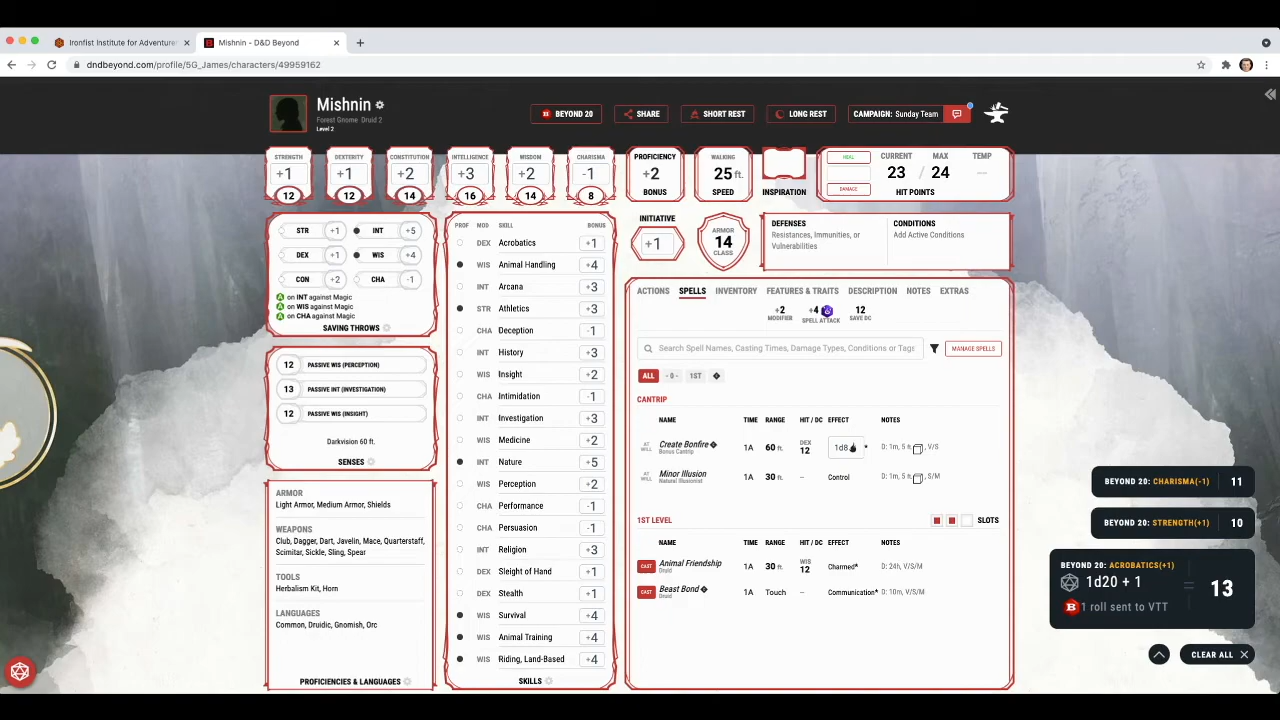 Ironfist Institute for Adventurer
Mishnin - D&D Beyond
dndbeyond.com/profile/5G_James/characters/49959162
Mishnin
Forest Gnome Druid 2
Level 2
BEYOND 20
SHARE
SHORT REST
LONG REST
CAMPAIGN: Sunday Team
STRENGTH
+1
12
DEXTERITY
+1
12
CONSTITUTION
+2
14
INTELLIGENCE
+3
16
WISDOM
+2
14
CHARISMA
-1
8
PROFICIENCY
+2
BONUS
WALKING
25 ft.
SPEED
INSPIRATION
HEAL
DAMAGE
CURRENT MAX TEMP
23 / 24 --
HIT POINTS
STR +1 INT +5
DEX +1 WIS +4
CON +2 CHA -1
A on INT against Magic
A on WIS against Magic
A on CHA against Magic
SAVING THROWS
12 PASSIVE WIS (PERCEPTION)
13 PASSIVE INT (INVESTIGATION)
12 PASSIVE WIS (INSIGHT)
Darkvision 60 ft.
SENSES
ARMOR
Light Armor, Medium Armor, Shields
WEAPONS
Club, Dagger, Dart, Javelin, Mace, Quarterstaff,
Scimitar, Sickle, Sling, Spear
TOOLS
Herbalism Kit, Horn
LANGUAGES
Common, Druidic, Gnomish, Orc
PROFICIENCIES & LANGUAGES
PROF MOD SKILL BONUS
DEX Acrobatics +1
WIS Animal Handling +4
INT Arcana +3
STR Athletics +3
CHA Deception -1
INT History +3
WIS Insight +2
CHA Intimidation -1
INT Investigation +3
WIS Medicine +2
INT Nature +5
WIS Perception +2
CHA Performance -1
CHA Persuasion -1
INT Religion +3
DEX Sleight of Hand +1
DEX Stealth +1
WIS Survival +4
WIS Animal Training +4
WIS Riding, Land-Based +4
SKILLS
INITIATIVE
+1
ARMOR
14
CLASS
DEFENSES
Resistances, Immunities, or
Vulnerabilities
CONDITIONS
Add Active Conditions
ACTIONS SPELLS INVENTORY FEATURES & TRAITS DESCRIPTION NOTES EXTRAS
+2
MODIFIER
+4
SPELL ATTACK
12
SAVE DC
Search Spell Names, Casting Times, Damage Types, Conditions or Tags
MANAGE SPELLS
ALL - 0 - 1ST
CANTRIP
NAME TIME RANGE HIT / DC EFFECT NOTES
AT WILL Create Bonfire 1A 60 ft. DEX 12 1d8 * D: 1m, 5 ft. , V/S
Bonus Cantrip
AT WILL Minor Illusion 1A 30 ft. -- Control D: 1m, 5 ft. , S/M
Natural Illusionist
1ST LEVEL SLOTS
NAME TIME RANGE HIT / DC EFFECT NOTES
CAST Animal Friendship 1A 30 ft. WIS 12 Charmed* D: 24h, V/S/M
Druid
CAST Beast Bond 1A Touch -- Communication* D: 10m, V/S/M
Druid
BEYOND 20: CHARISMA(-1) 11
BEYOND 20: STRENGTH(+1) 10
BEYOND 20: ACROBATICS(+1)
1d20 + 1 = 13
1 roll sent to VTT
CLEAR ALL X